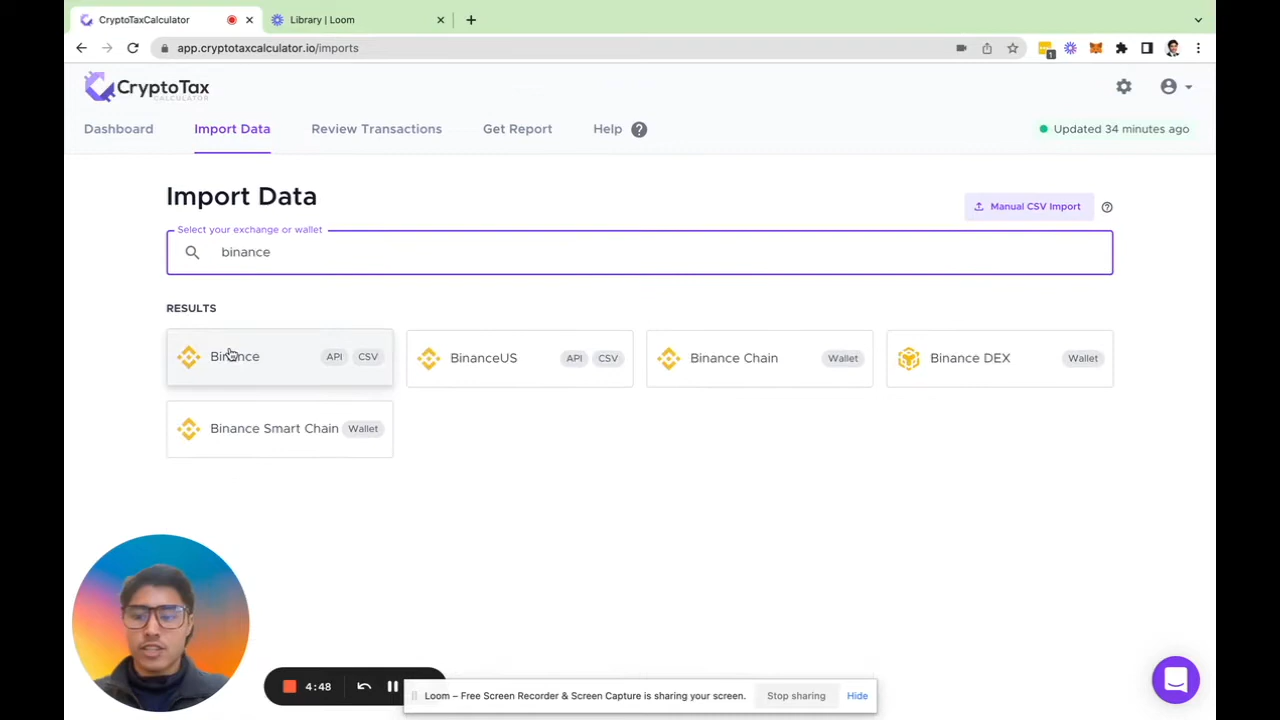 CryptoTaxCalculator
Library | Loom
app.cryptotaxcalculator.io/imports
1
CryptoTax
CALCULATOR
Dashboard
Import Data
Review Transactions
Get Report
Help
Updated 34 minutes ago
Import Data
Manual CSV Import
Select your exchange or wallet
binance
RESULTS
Binance API CSV
BinanceUS API CSV
Binance Chain Wallet
Binance DEX Wallet
Binance Smart Chain Wallet
4:48
Loom – Free Screen Recorder & Screen Capture is sharing your screen.
Stop sharing
Hide